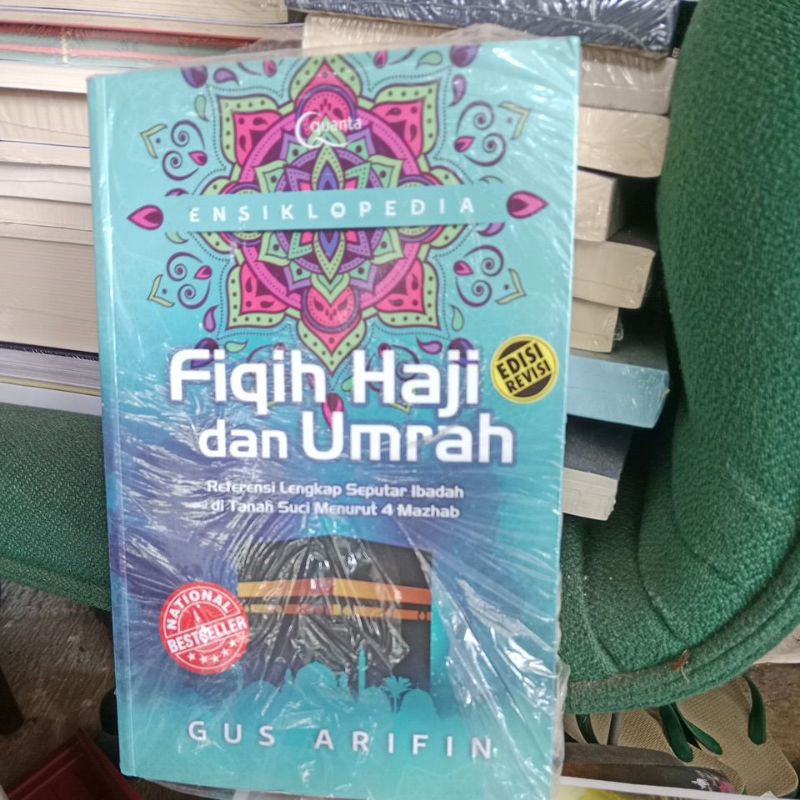 Quanta
ENSIKLOPEDIA
Fiqih Haji
dan Umrah
EDISI
REVISI
Referensi Lengkap Seputar Ibadah
di Tanah Suci Menurut 4 Mazhab
NATIONAL
BESTSELLER
GUS ARIFIN